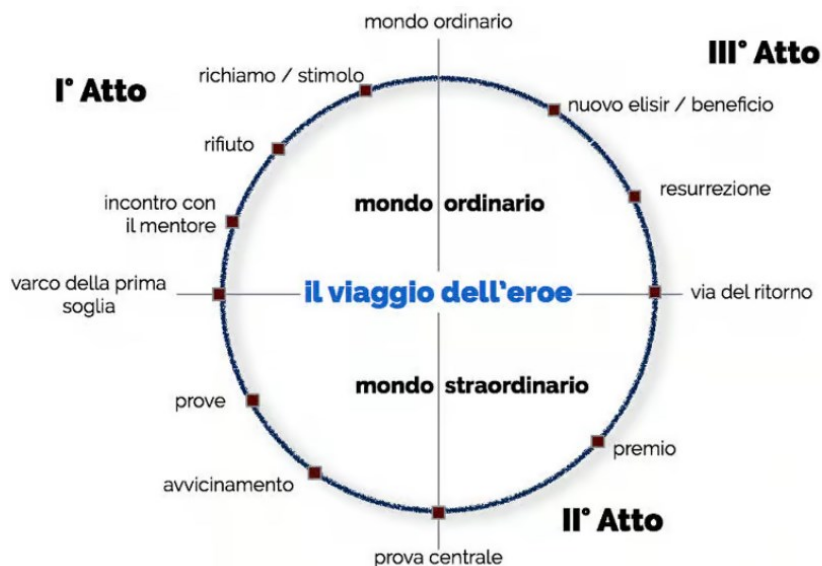 mondo ordinario
III° Atto
I° Atto
richiamo / stimolo
nuovo elisir / beneficio
rifiuto
resurrezione
incontro con
il mentore
mondo ordinario
varco della prima
soglia
il viaggio dell'eroe
via del ritorno
mondo straordinario
prove
premio
avvicinamento
II° Atto
prova centrale